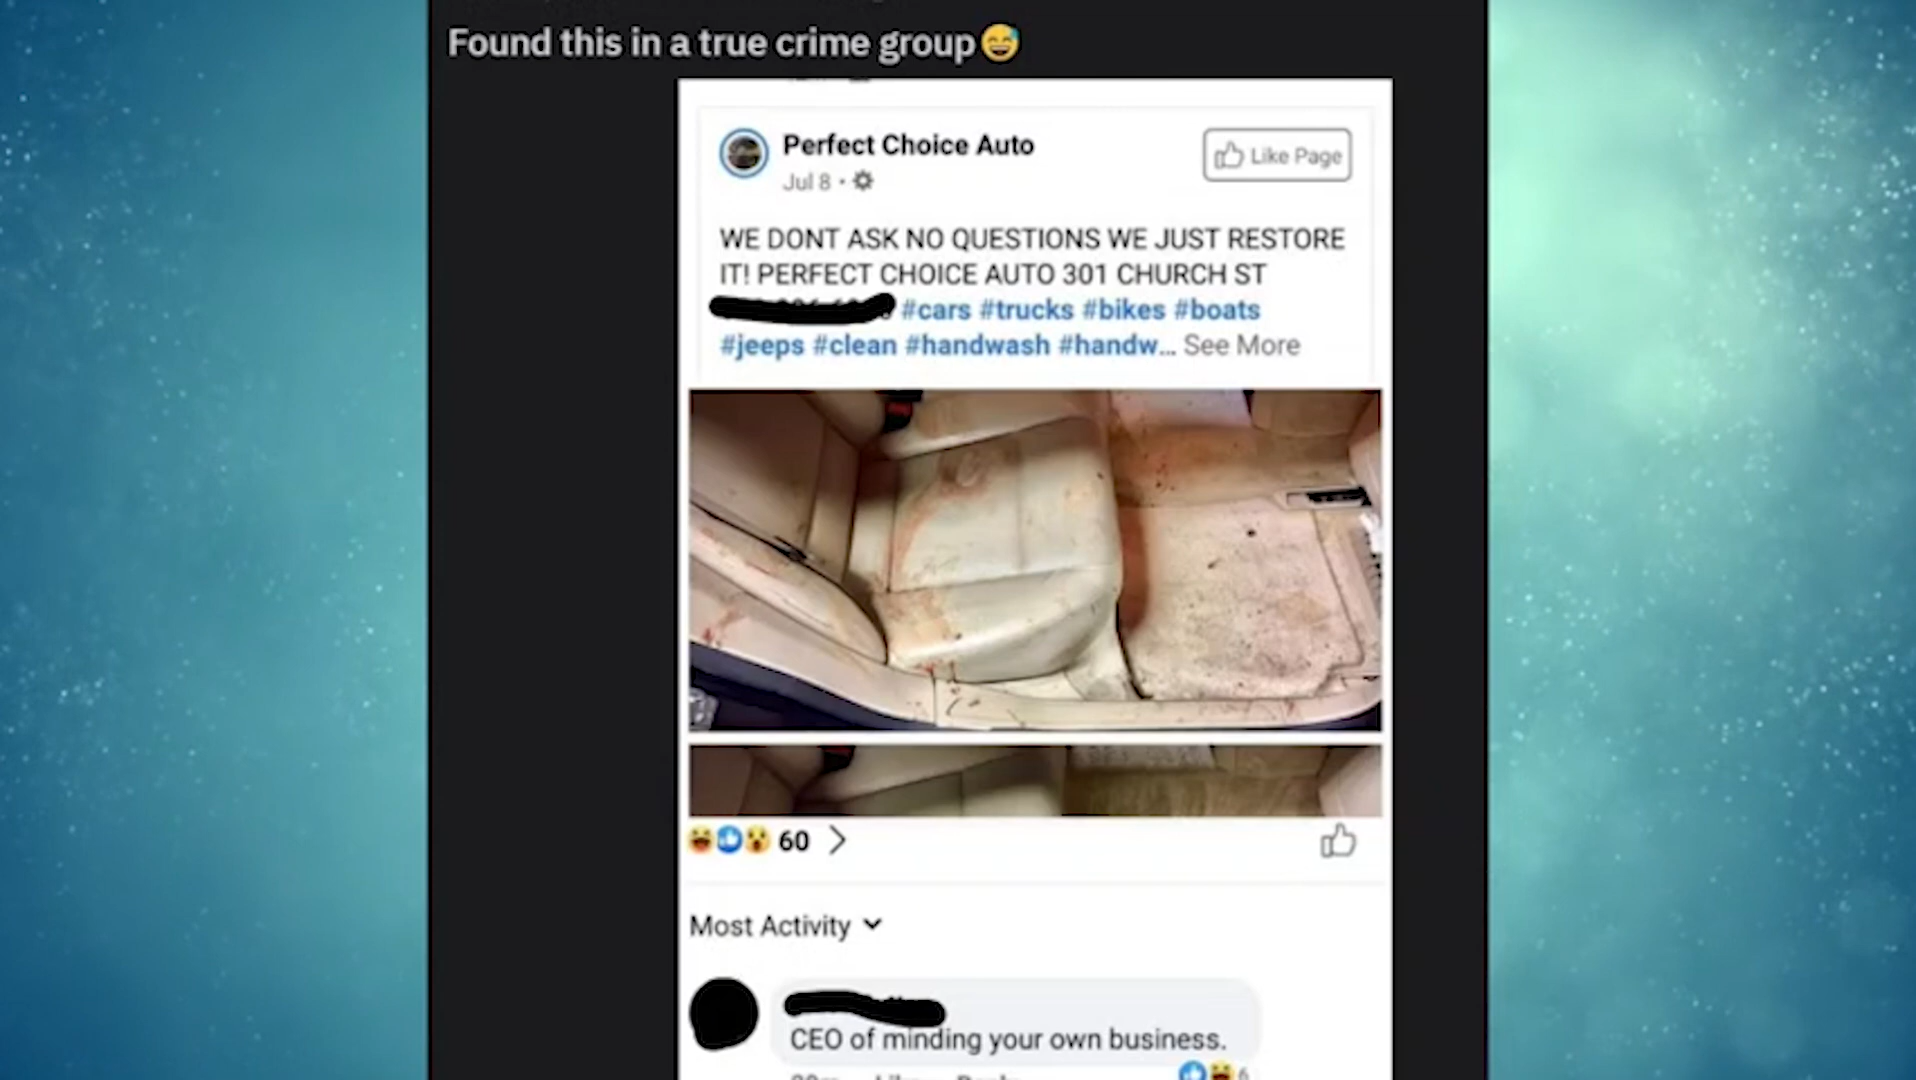 Found this in a true crime group
Perfect Choice Auto
Jul 8 ·
Like Page
WE DONT ASK NO QUESTIONS WE JUST RESTORE
IT! PERFECT CHOICE AUTO 301 CHURCH ST
#cars #trucks #bikes #boats
#jeeps #clean #handwash #handw... See More
60
Most Activity
CEO of minding your own business.
6